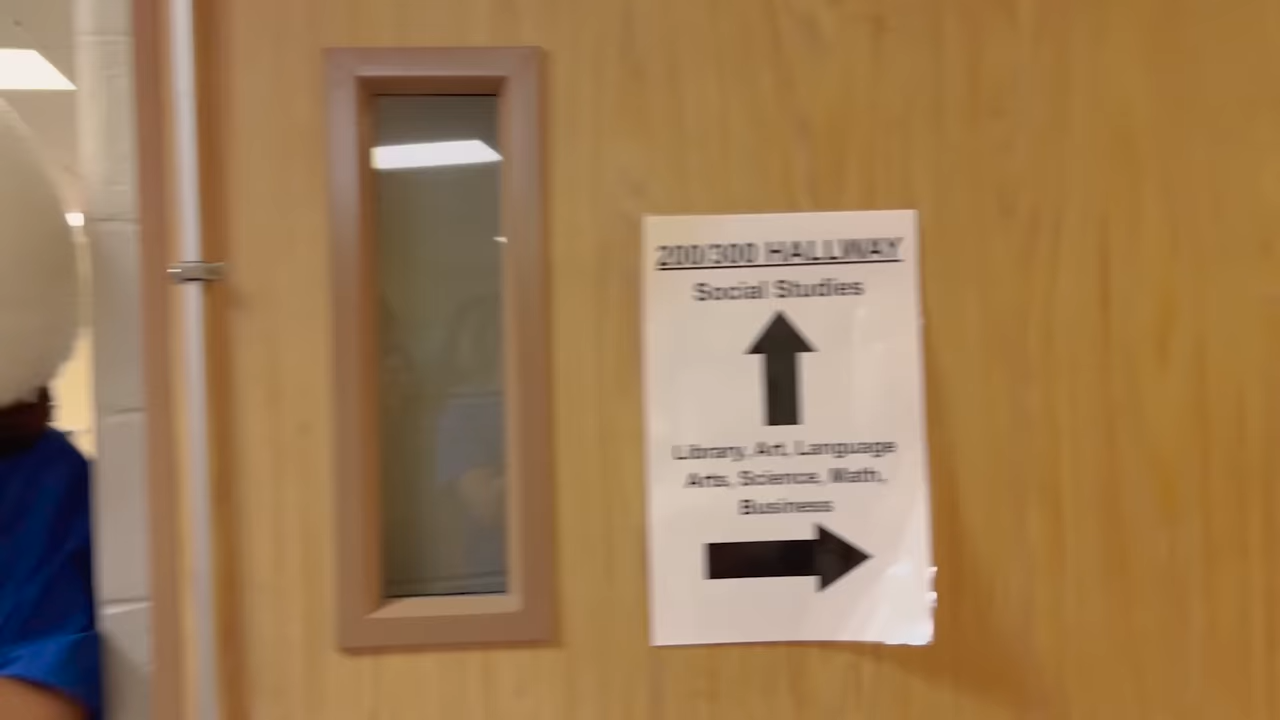 200/300 HALLWAY
Social Studies
Library, Art, Language
Arts, Science, Math,
Business